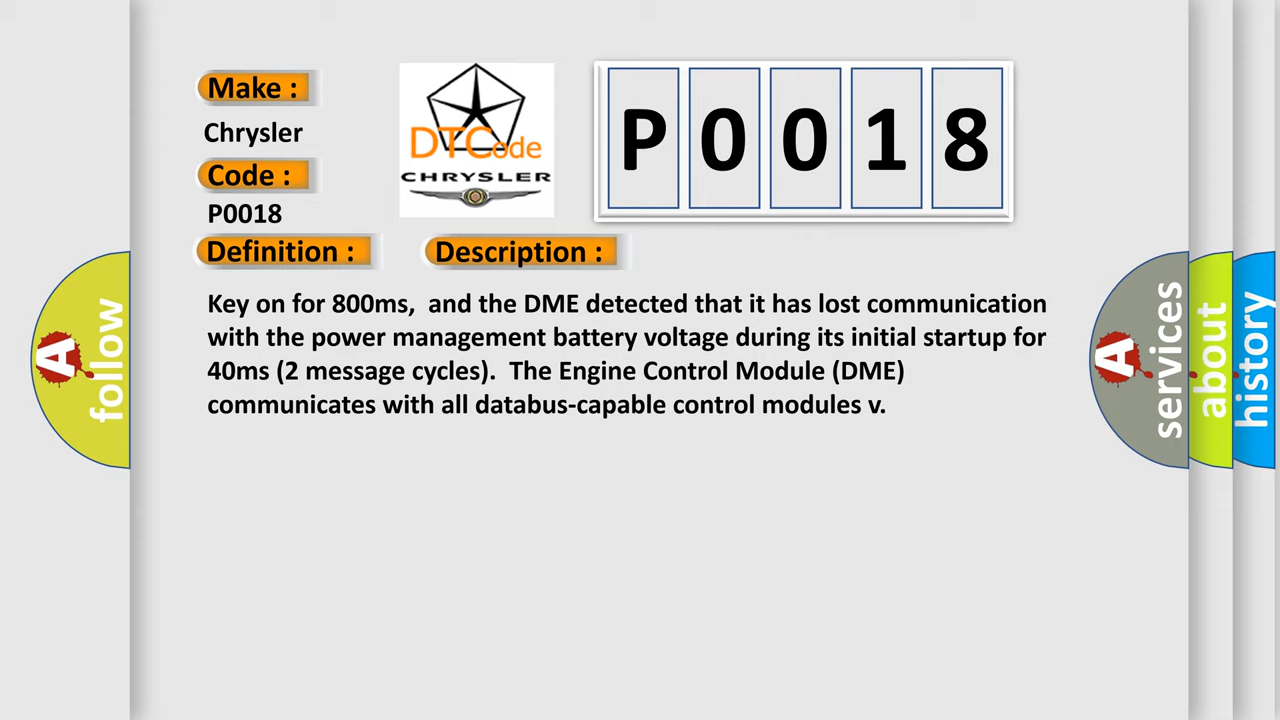 Make :
Chrysler
Code :
P0018
Definition :
Description :
DTCode
CHRYSLER
P 0 0 1 8
Key on for 800ms,  and the DME detected that it has lost communication
with the power management battery voltage during its initial startup for
40ms (2 message cycles).  The Engine Control Module (DME)
communicates with all databus-capable control modules v.
A follow
A services
about
history